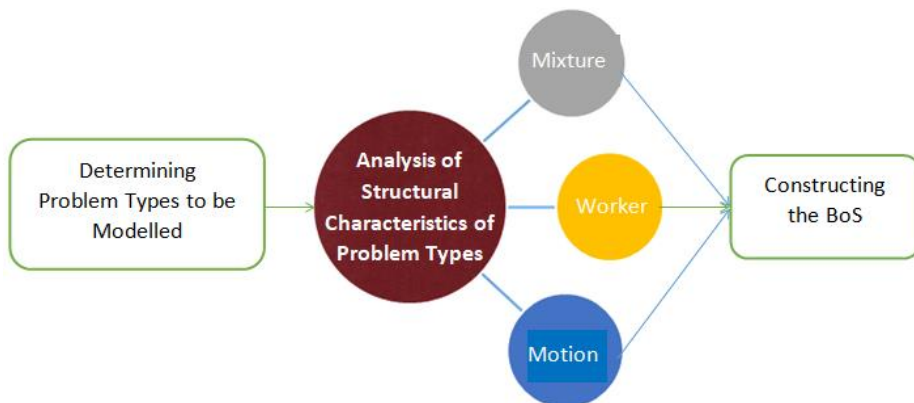 Determining
Problem Types to be
Modelled
Analysis of
Structural
Characteristics of
Problem Types
Mixture
Worker
Motion
Constructing
the BoS